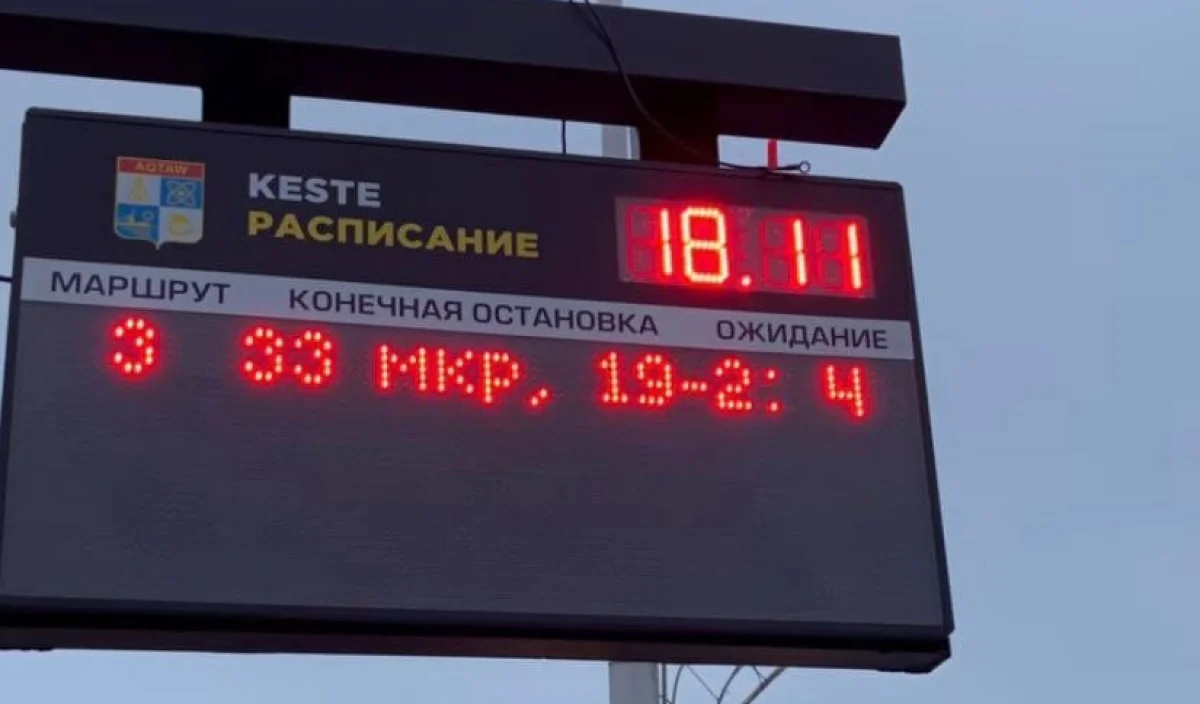 AQTAW
KESTE
РАСПИСАНИЕ
18.11
МАРШРУТ КОНЕЧНАЯ ОСТАНОВКА ОЖИДАНИЕ
3 33 МКР, 19-2: 4